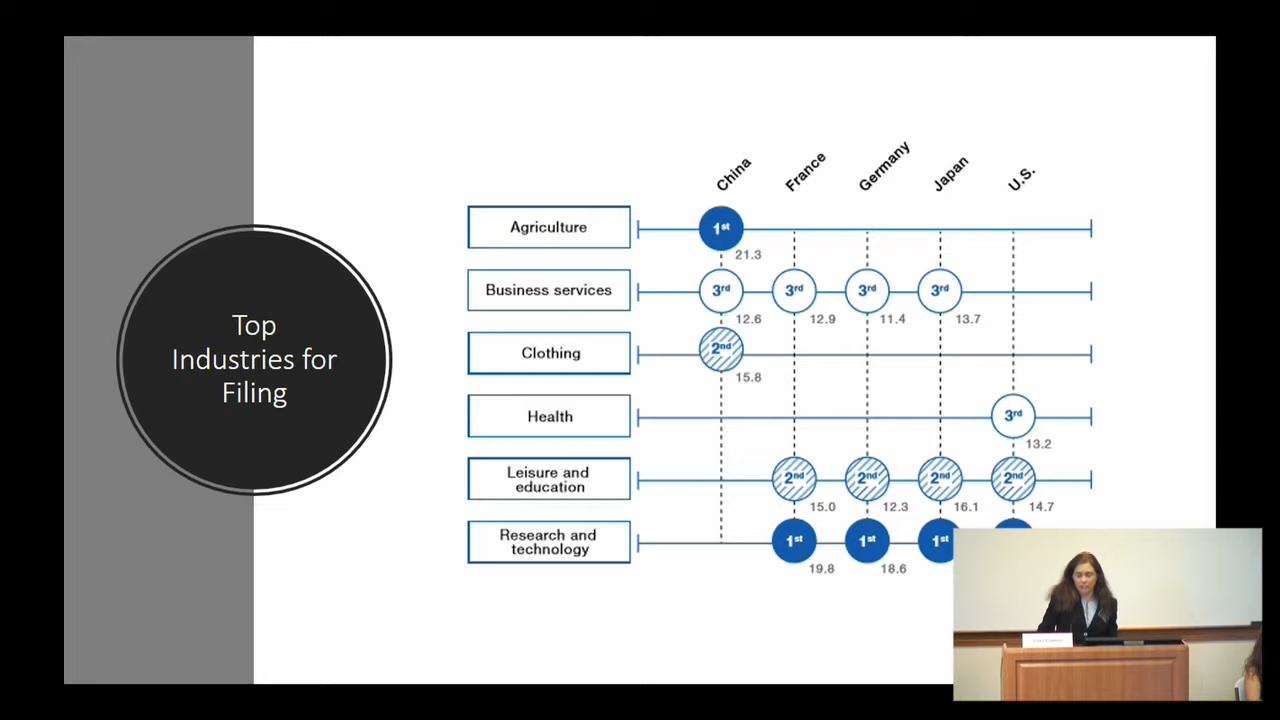 Top
Industries for
Filing
China
France
Germany
Japan
U.S.
Agriculture
1st
21.3
Business services
3rd
3rd
3rd
3rd
12.6
12.9
11.4
13.7
Clothing
2nd
15.8
Health
3rd
13.2
Leisure and
education
2nd
2nd
2nd
2nd
15.0
12.3
16.1
14.7
Research and
technology
1st
1st
1st
19.8
18.6